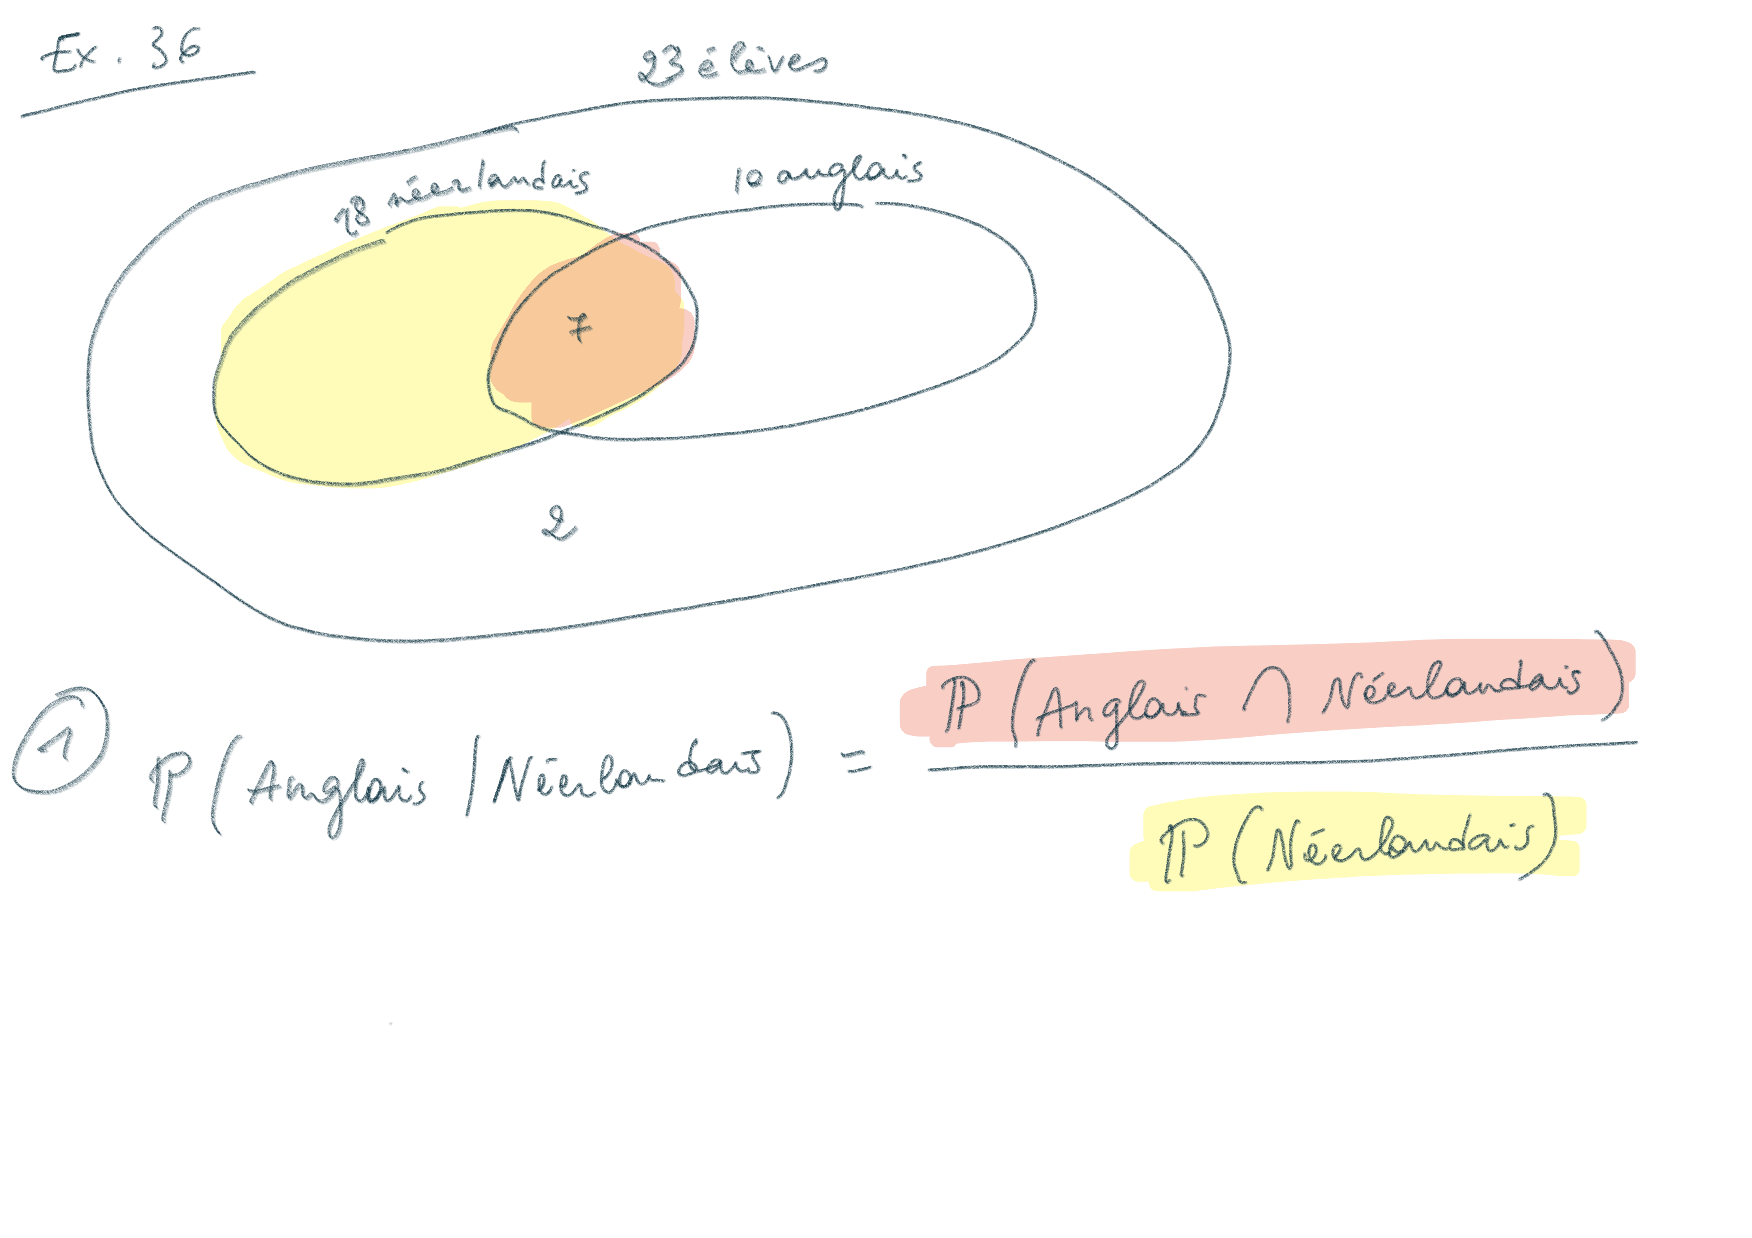 Ex. 36
23 élèves
18 néerlandais
10 anglais
7
2
1
ℙ (Anglais | Néerlandais) =
ℙ (Anglais ∩ Néerlandais)
ℙ (Néerlandais)